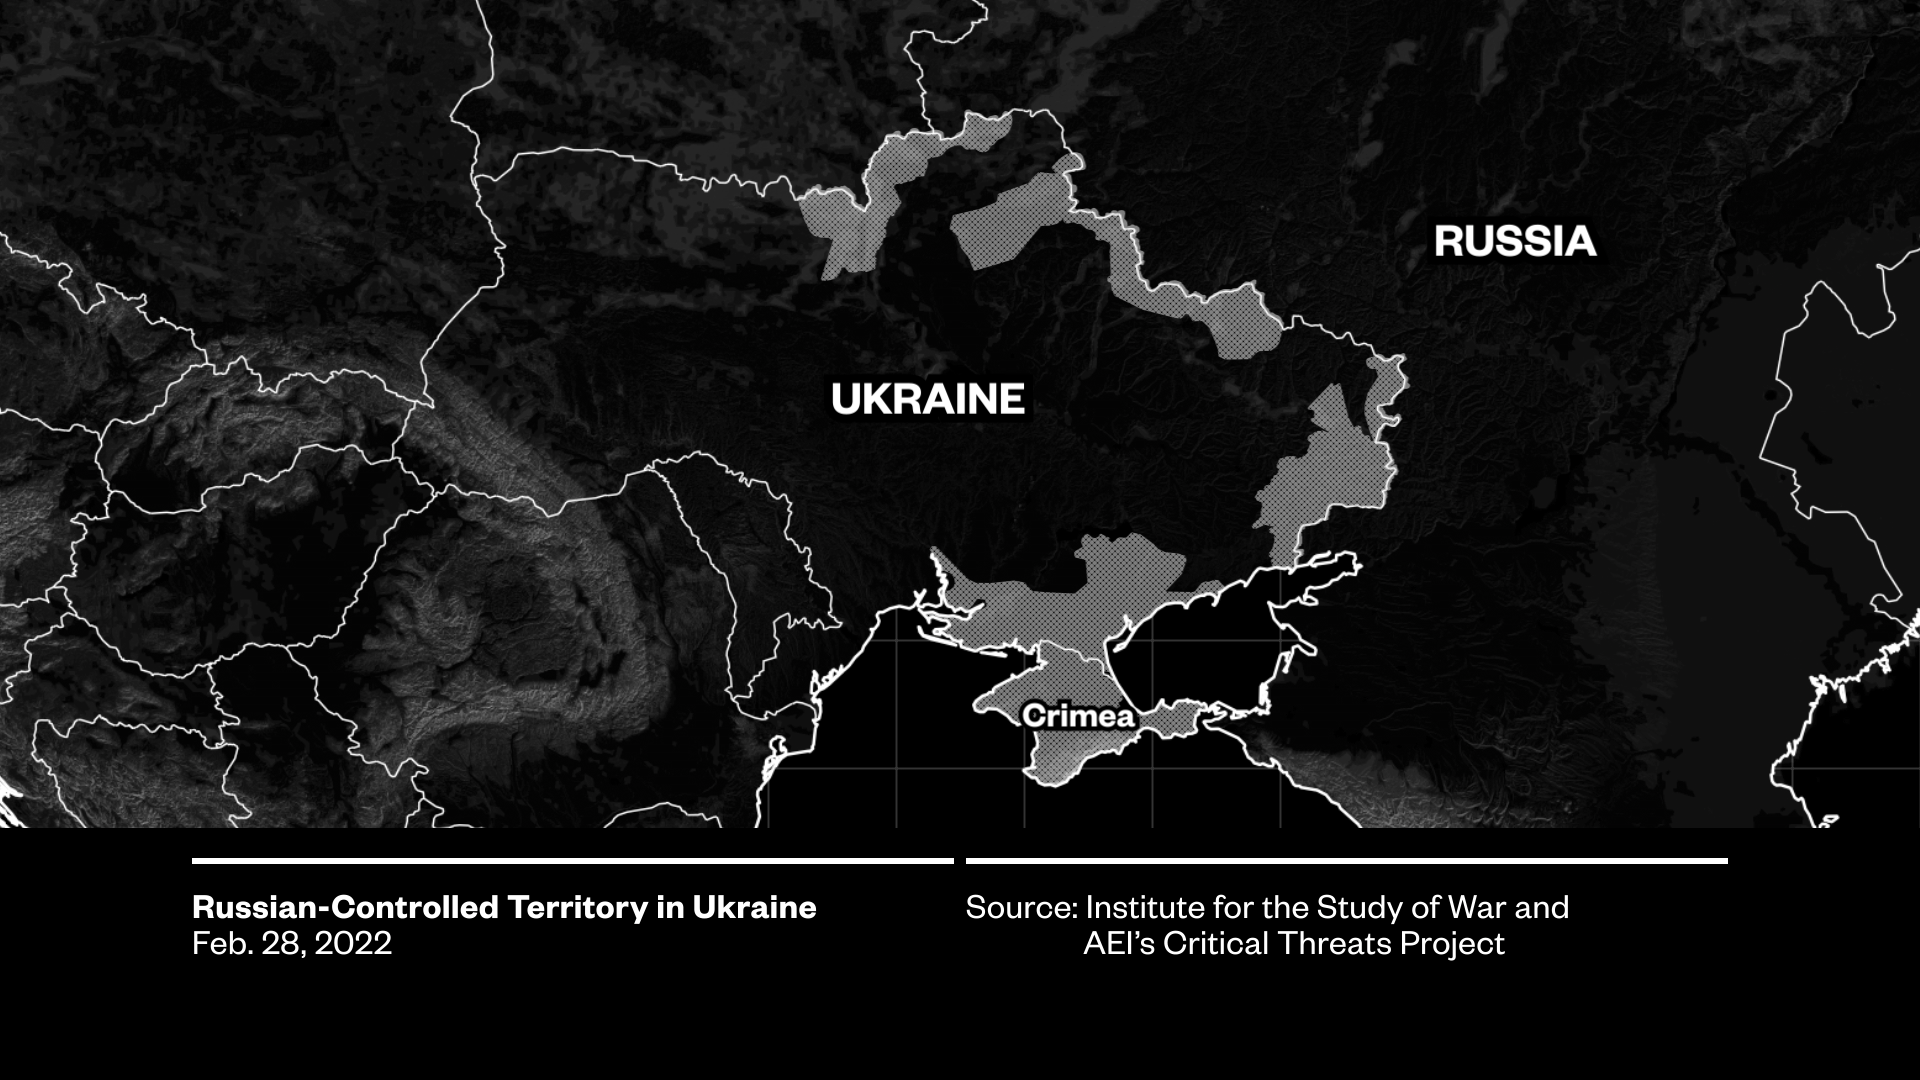 RUSSIA
UKRAINE
Crimea
Russian-Controlled Territory in Ukraine
Feb. 28, 2022
Source: Institute for the Study of War and
AEI’s Critical Threats Project